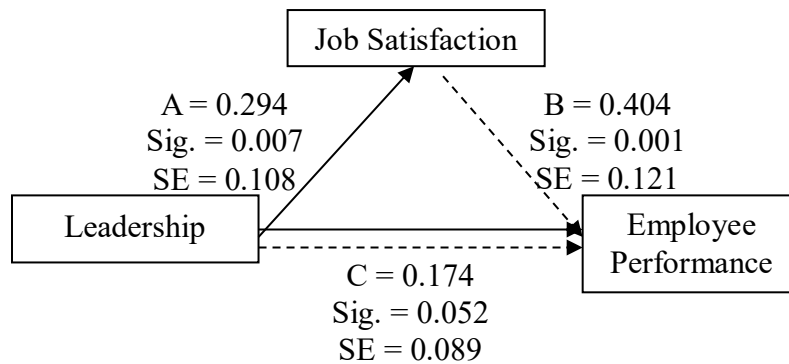 Job Satisfaction
A = 0.294
Sig. = 0.007
SE = 0.108
B = 0.404
Sig. = 0.001
SE = 0.121
Leadership
Employee
Performance
C = 0.174
Sig. = 0.052
SE = 0.089